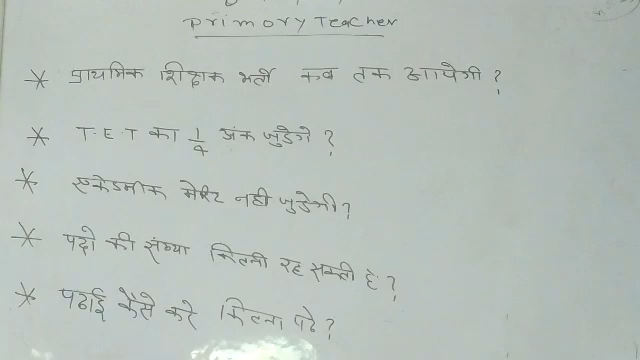 Primory Teacher
* प्राथमिक शिक्षक भर्ती कब तक आयेगी ?
* T.E.T का 1/4 अंक जुडेगे ?
* एकेडमीक मेरिट नही जुडेगी ?
* पदो की संख्या कितनी रह सक्ती है ?
* पढाई कैसे करे कितना पढे ?